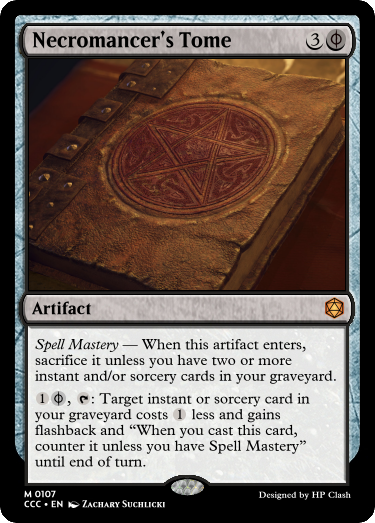 Necromancer's Tome 3
Artifact
Spell Mastery — When this artifact enters,
sacrifice it unless you have two or more
instant and/or sorcery cards in your graveyard.
1 , : Target instant or sorcery card in
your graveyard costs 1 less and gains
flashback and “When you cast this card,
counter it unless you have Spell Mastery”
until end of turn.
M 0107
CCC • EN Zachary Suchlicki
Designed by HP Clash